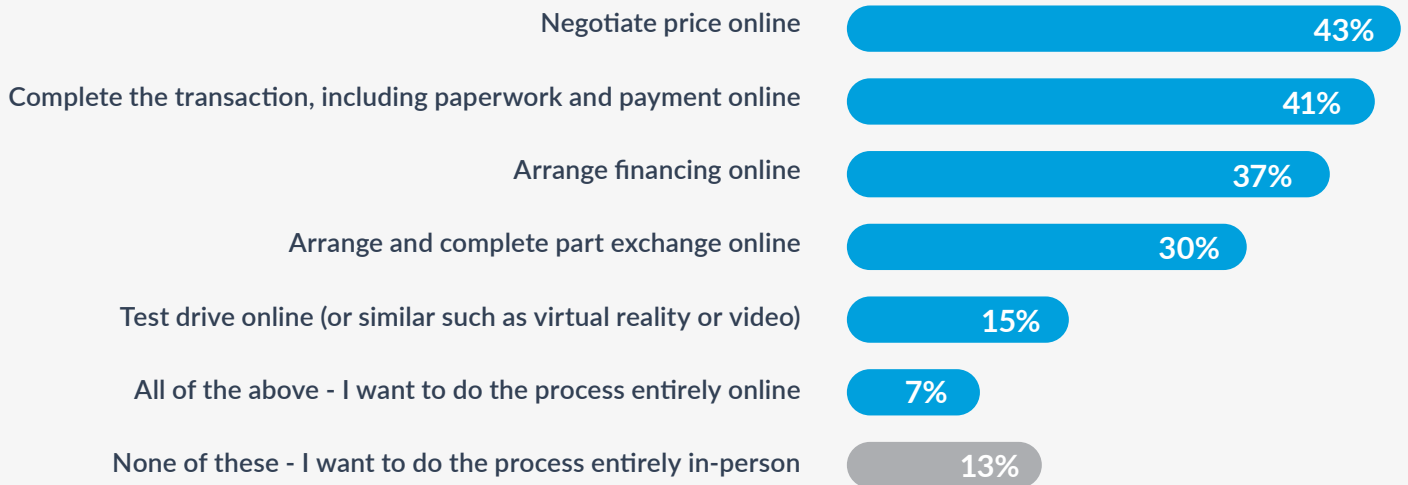 Negotiate price online 43%
Complete the transaction, including paperwork and payment online 41%
Arrange financing online 37%
Arrange and complete part exchange online 30%
Test drive online (or similar such as virtual reality or video) 15%
All of the above - I want to do the process entirely online 7%
None of these - I want to do the process entirely in-person 13%